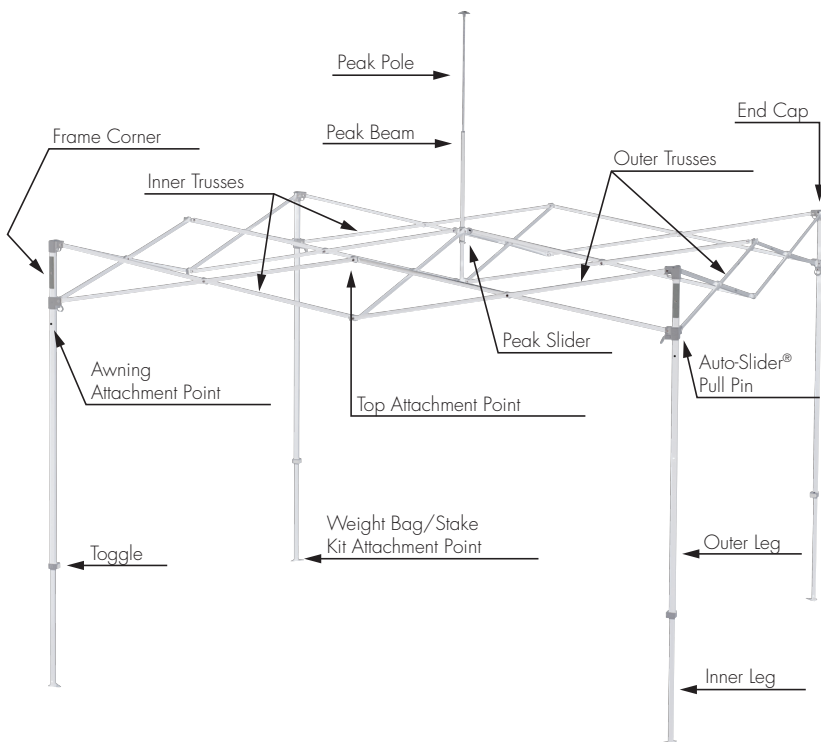 Peak Pole
Peak Beam
End Cap
Frame Corner
Inner Trusses
Outer Trusses
Peak Slider
Auto-Slider®
Pull Pin
Awning
Attachment Point
Top Attachment Point
Weight Bag/Stake
Kit Attachment Point
Toggle
Outer Leg
Inner Leg